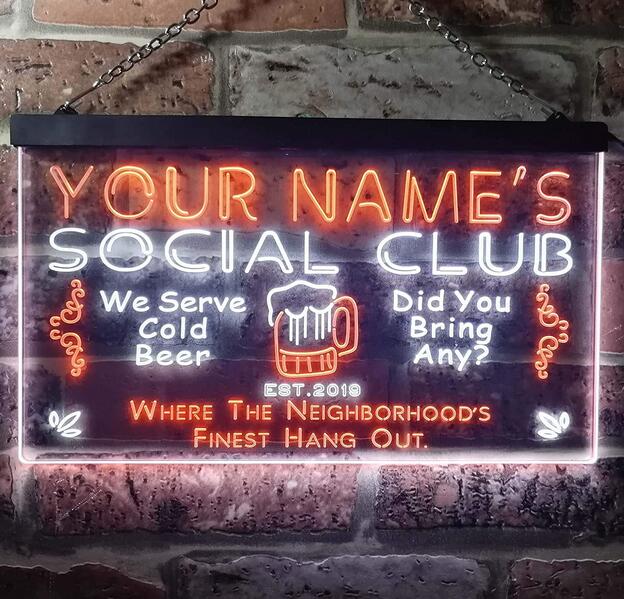 YOUR NAME'S
SOCIAL CLUB
We Serve
Cold
Beer
Did You
Bring
Any?
EST.2019
WHERE THE NEIGHBORHOOD'S
FINEST HANG OUT.